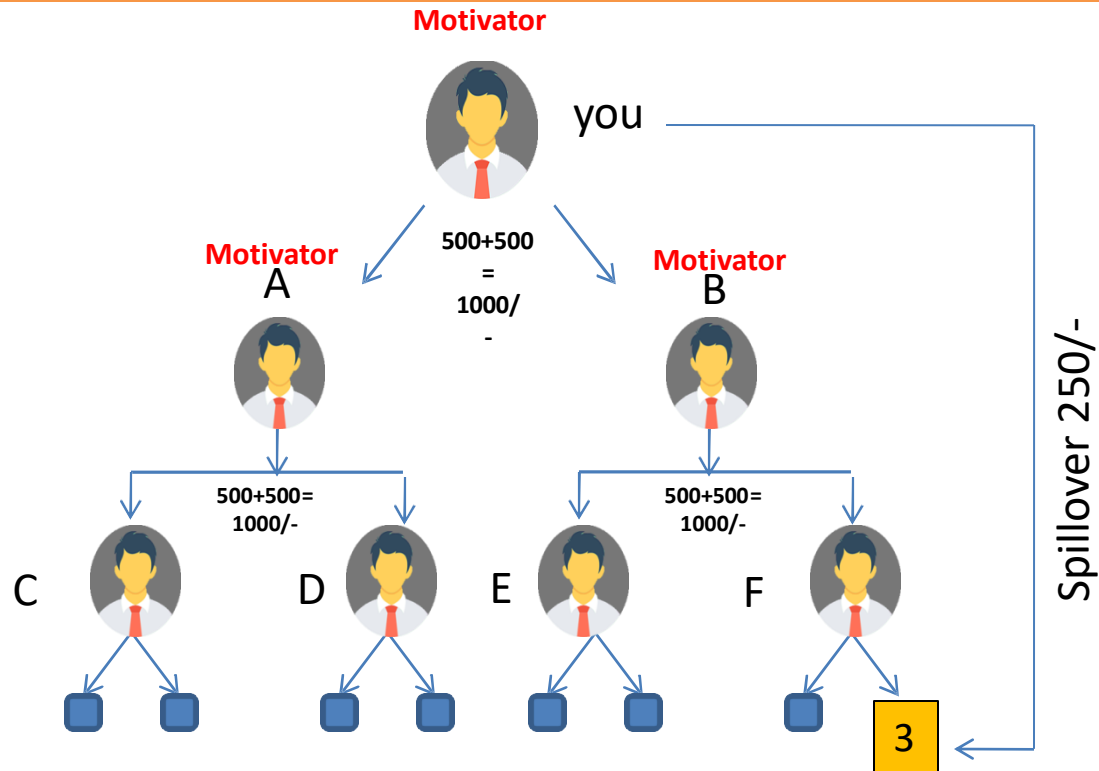 Motivator
you
500+500
=
1000/
-
Motivator
A
Motivator
B
500+500=
1000/-
500+500=
1000/-
C
D
E
F
3
Spillover 250/-